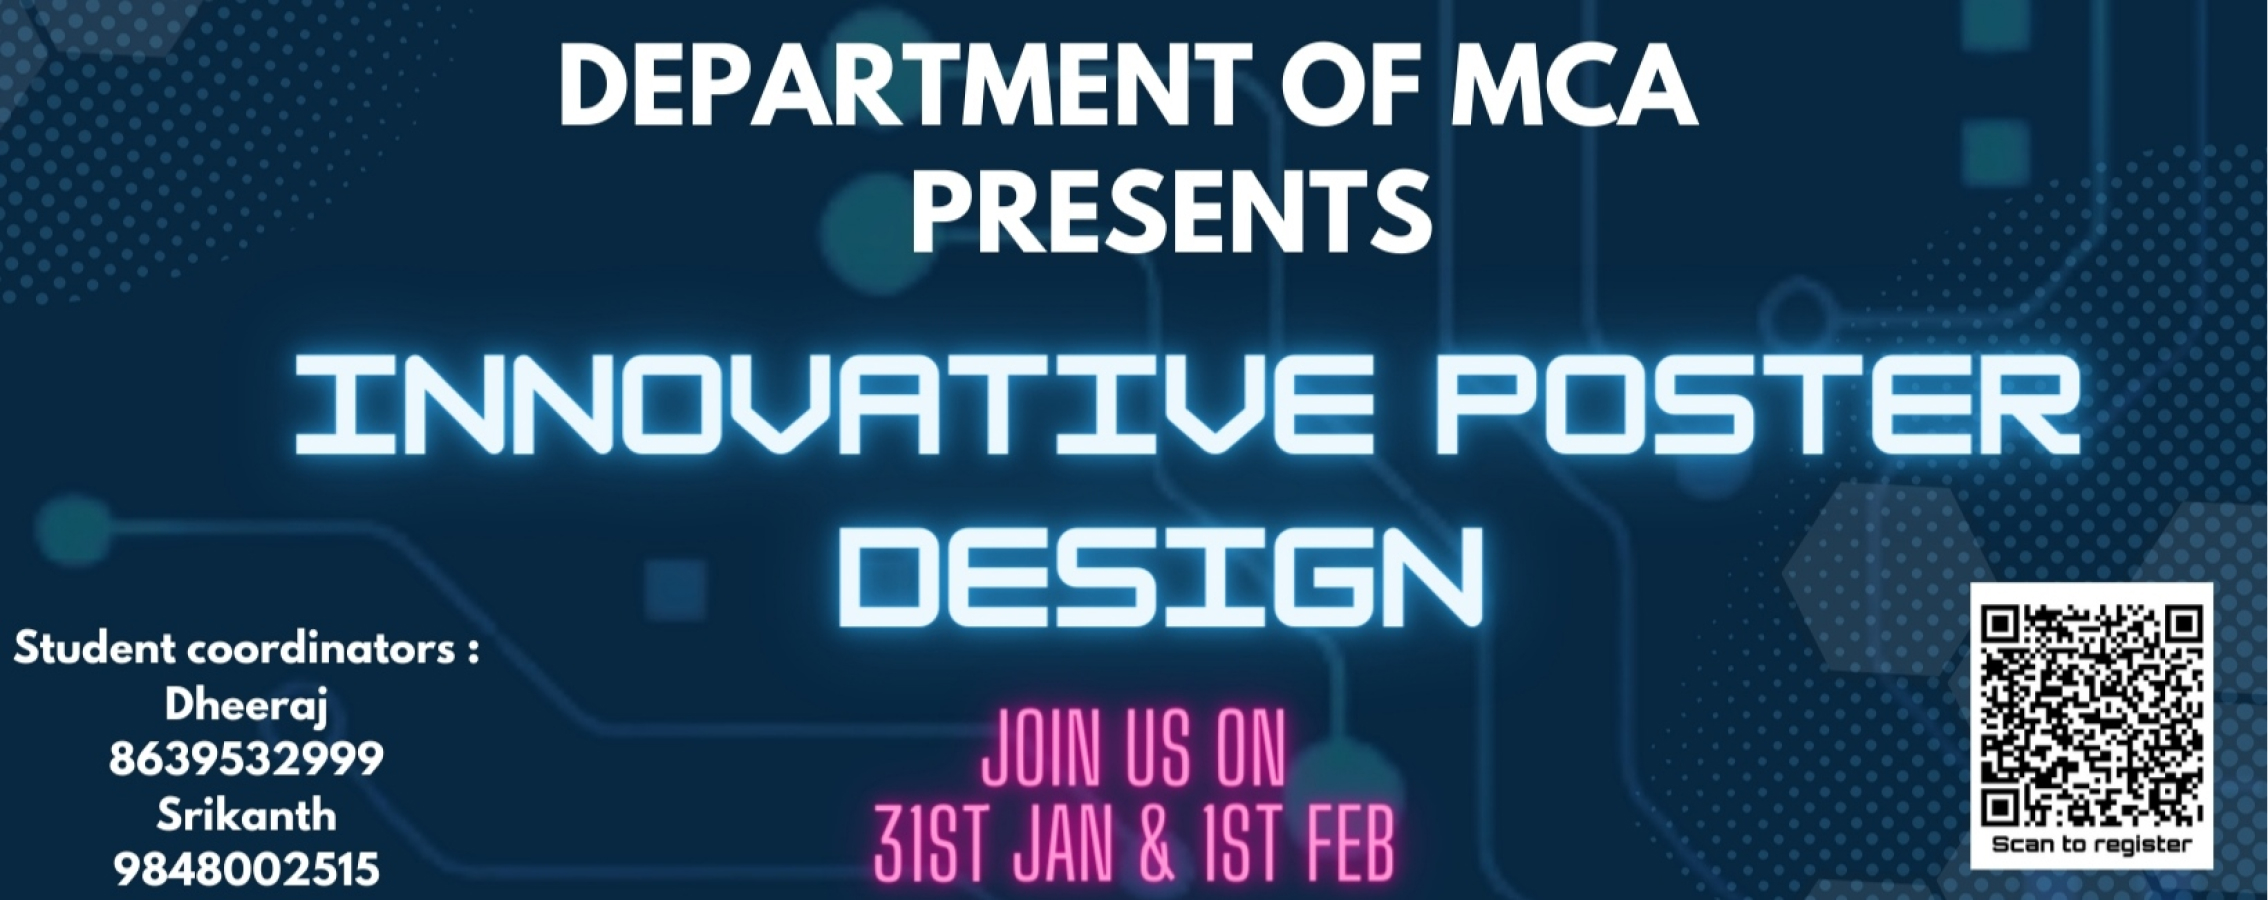 DEPARTMENT OF MCA
PRESENTS
INNOVATIVE POSTER
DESIGN
Student coordinators :
Dheeraj
8639532999
Srikanth
9848002515
JOIN US ON
31ST JAN & 1ST FEB
Scan to register